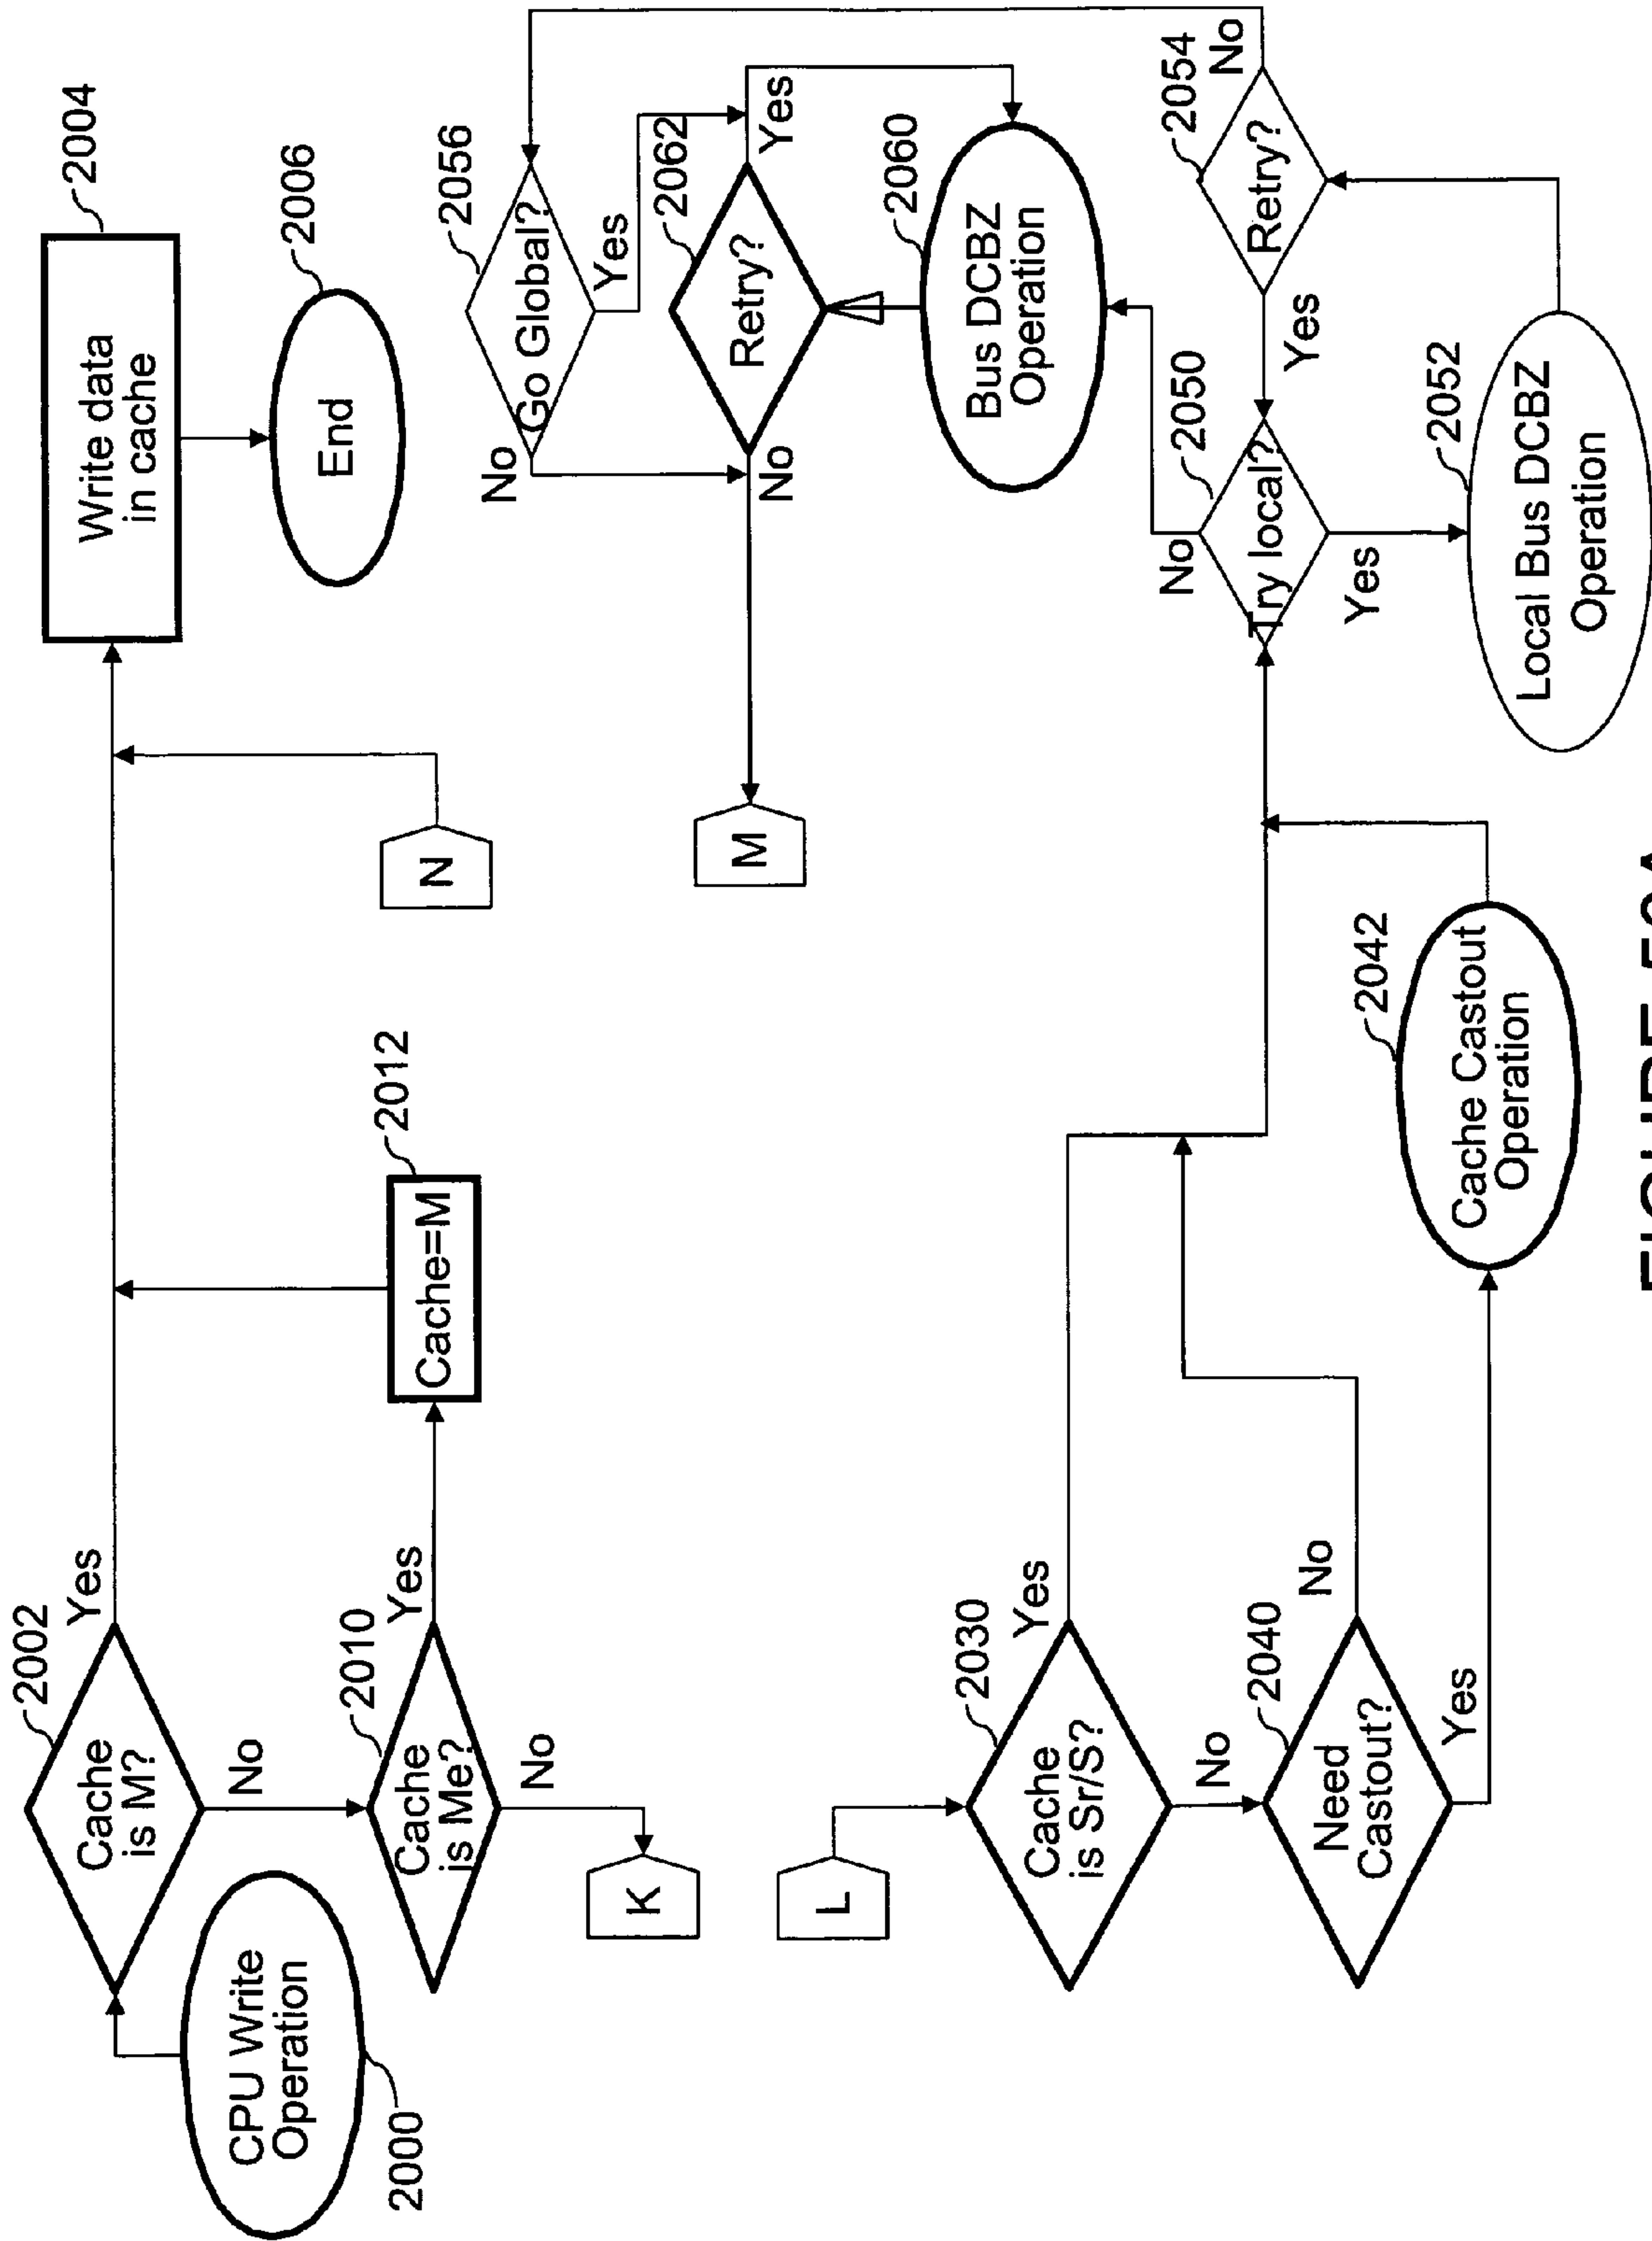 2002
Cache
is M?
Yes
No
CPU Write
Operation
2000
2010
Cache
is Me?
Yes
No
K
Cache=M
2012
Write data
in cache
2004
End
2006
N
L
2030
Cache
is Sr/S?
Yes
No
2040
Need
Castout?
No
Yes
Cache Castout
Operation
2042
M
Go Global?
2056
No
Yes
Retry?
2062
No
Yes
Bus DCBZ
Operation
2060
Try local?
2050
No
Yes
Retry?
2054
No
Yes
Local Bus DCBZ
Operation
2052